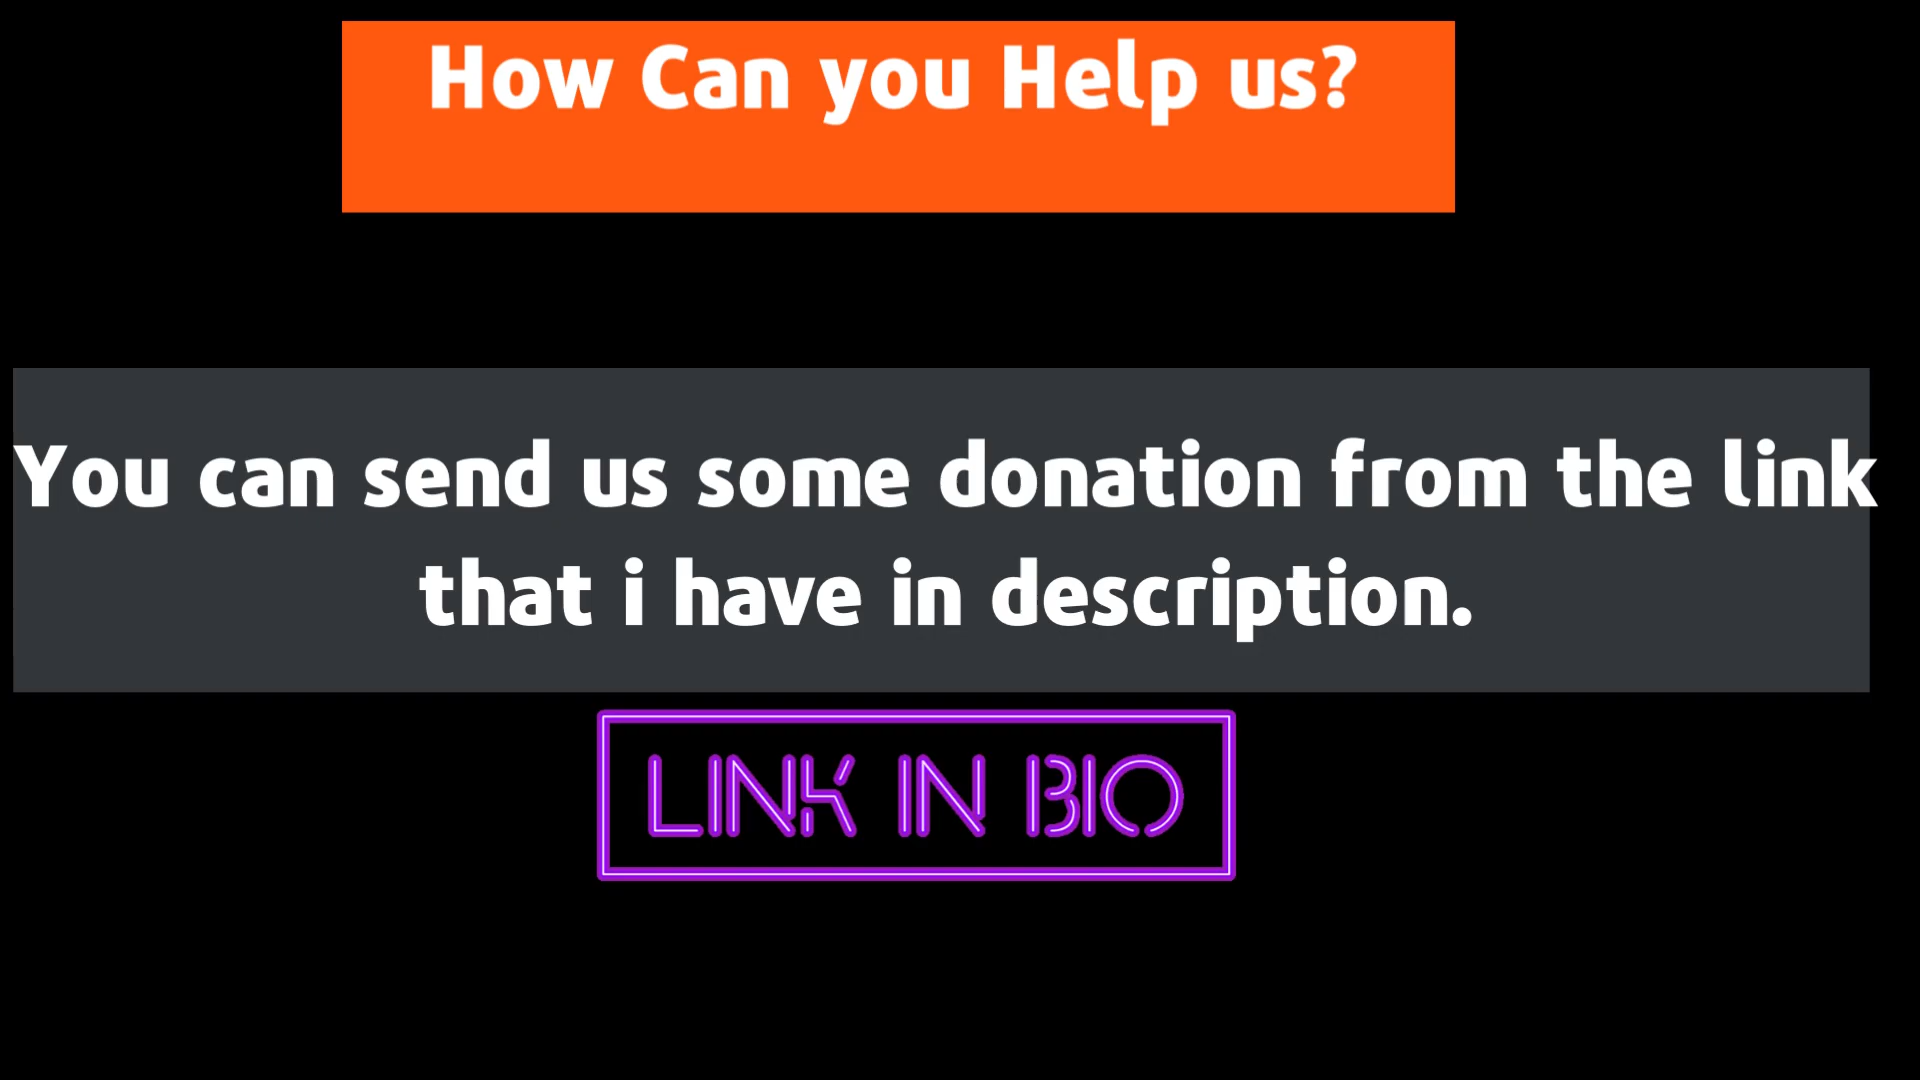 How Can you Help us?
You can send us some donation from the link
that i have in description.
LINK IN BIO